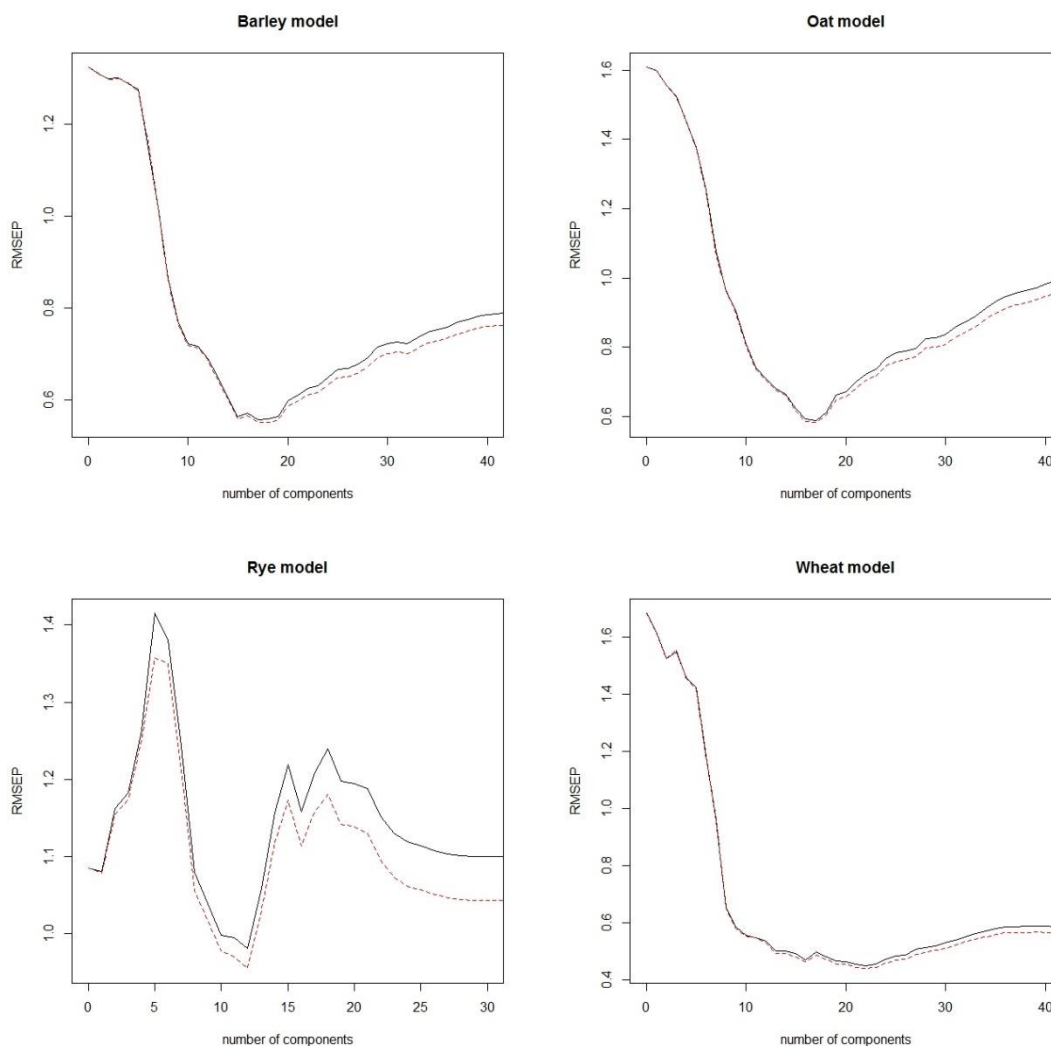 Barley model
RMSEP
1.2
1.0
0.8
0.6
0 10 20 30 40
number of components
Oat model
RMSEP
1.6
1.4
1.2
1.0
0.8
0.6
0 10 20 30 40
number of components
Rye model
RMSEP
1.4
1.3
1.2
1.1
1.0
0 5 10 15 20 25 30
number of components
Wheat model
RMSEP
1.6
1.4
1.2
1.0
0.8
0.6
0.4
0 10 20 30 40
number of components